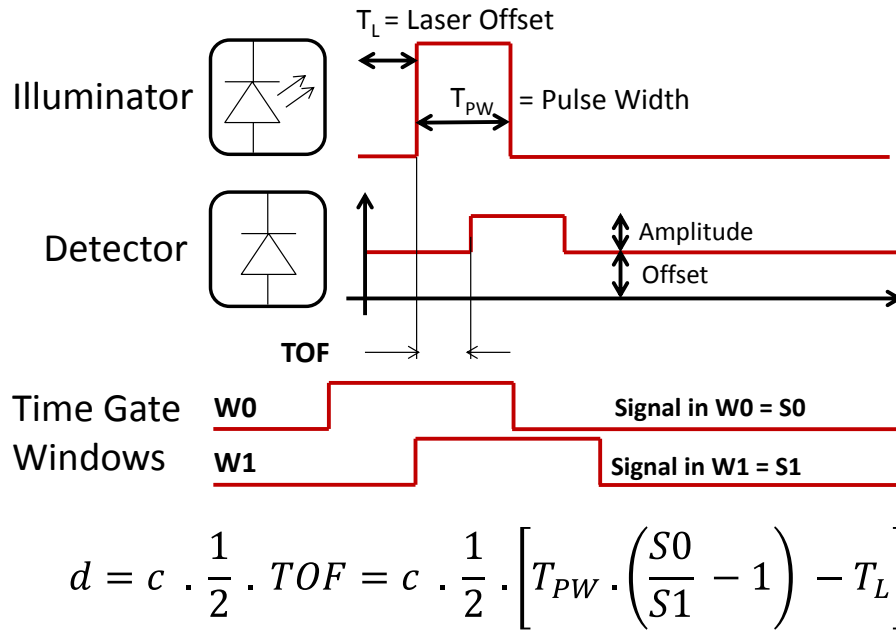 T_L = Laser Offset
Illuminator
T_PW = Pulse Width
Detector
Amplitude
Offset
TOF
Time Gate
Windows
W0
Signal in W0 = S0
W1
Signal in W1 = S1
d = c . 1/2 . TOF = c . 1/2 . [T_PW . (S0/S1 − 1) − T_L]